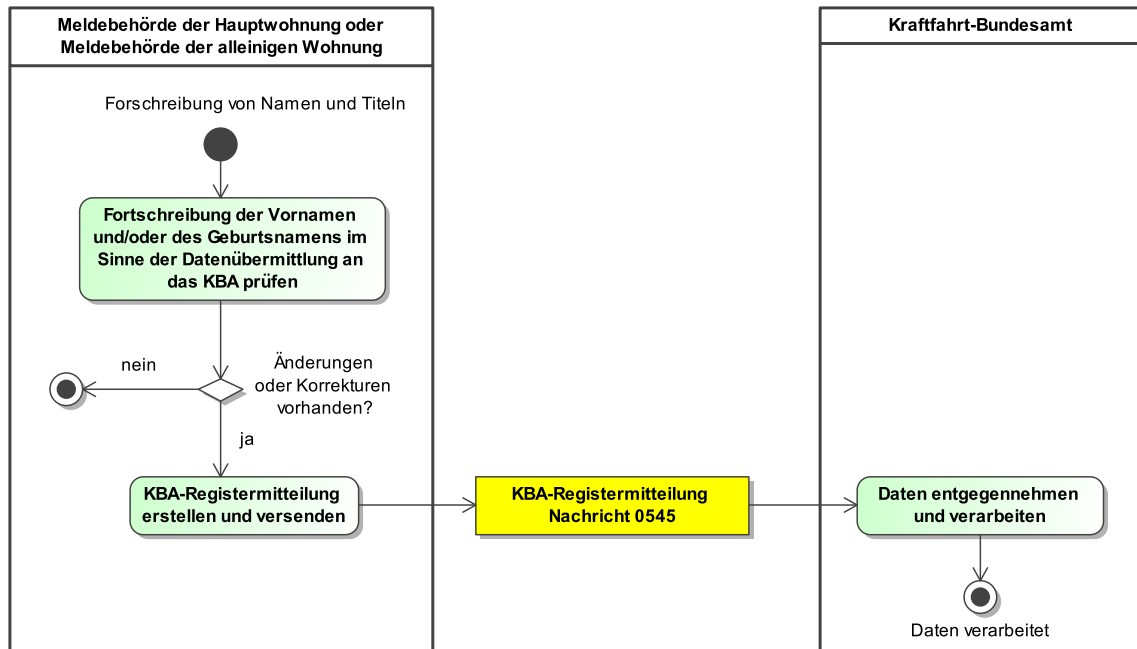 Meldebehörde der Hauptwohnung oder
Meldebehörde der alleinigen Wohnung
Kraftfahrt-Bundesamt
Forschreibung von Namen und Titeln
Fortschreibung der Vornamen
und/oder des Geburtsnamens im
Sinne der Datenübermittlung an
das KBA prüfen
nein
Änderungen
oder Korrekturen
vorhanden?
ja
KBA-Registermitteilung
erstellen und versenden
KBA-Registermitteilung
Nachricht 0545
Daten entgegennehmen
und verarbeiten
Daten verarbeitet